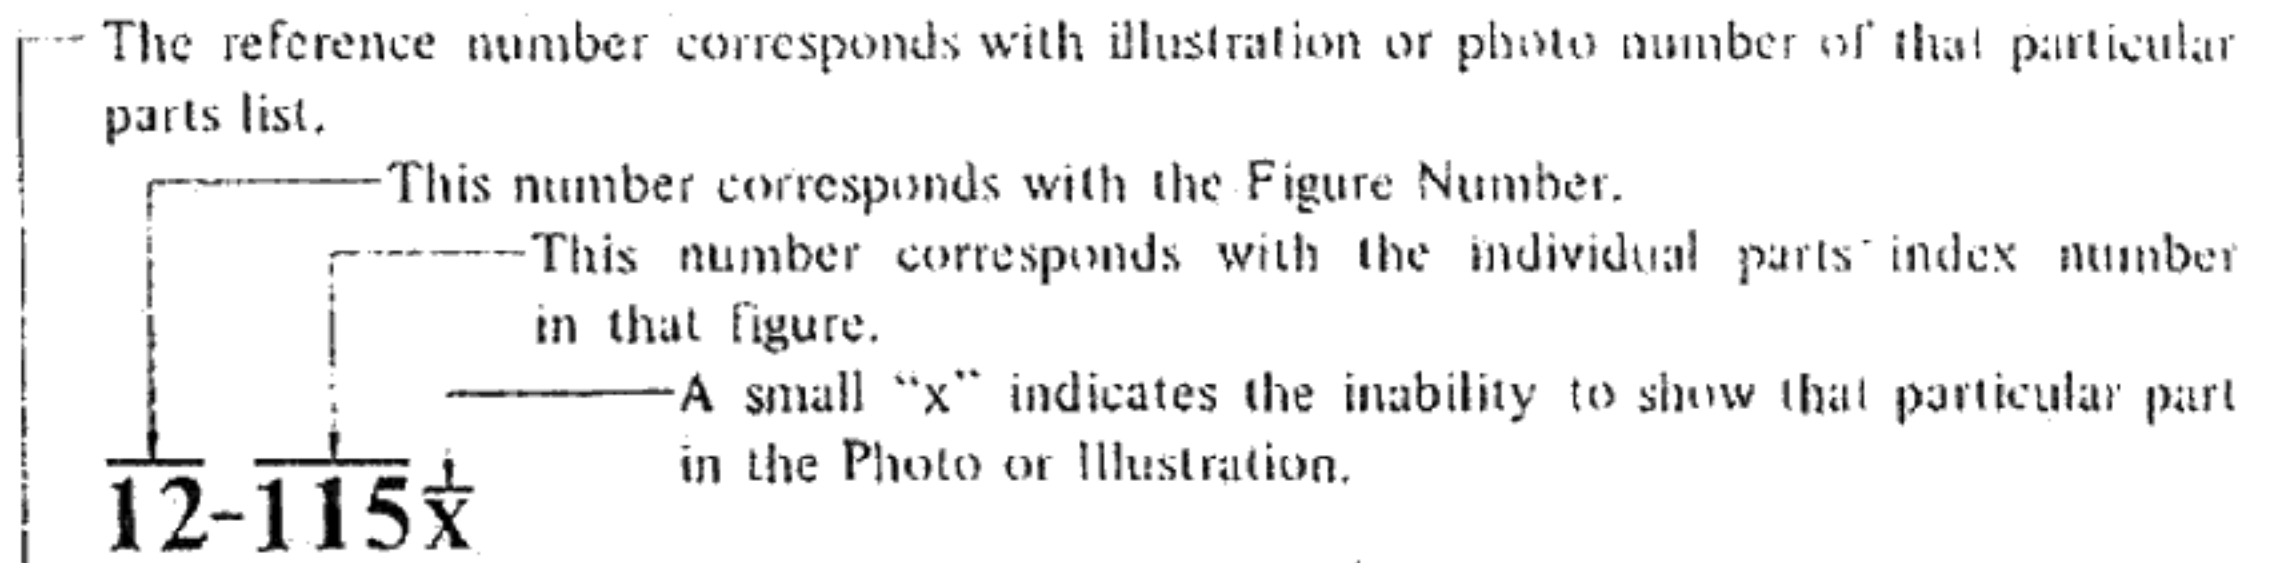 The reference number corresponds with illustration or photo number of that particular
parts list.
This number corresponds with the Figure Number.
This number corresponds with the individual parts' index number
in that figure.
A small “x” indicates the inability to show that particular part
in the Photo or Illustration.
12-115x